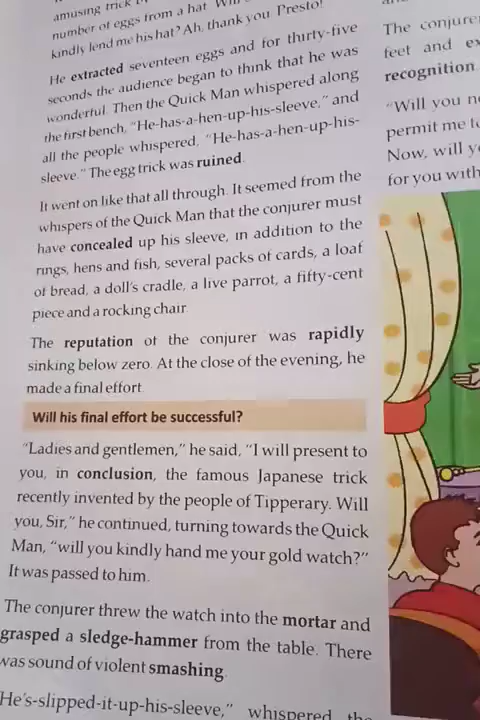 amusing trick
number of eggs from a hat.
kindly lend me his hat? Ah, thank you. Presto!
He extracted seventeen eggs and for thirty-five
seconds the audience began to think that he was
wonderful. Then the Quick Man whispered along
the first bench, "He-has-a-hen-up-his-sleeve," and
all the people whispered, "He-has-a-hen-up-his-
sleeve." The egg trick was ruined.
It went on like that all through. It seemed from the
whispers of the Quick Man that the conjurer must
have concealed up his sleeve, in addition to the
rings, hens and fish, several packs of cards, a loaf
of bread, a doll's cradle, a live parrot, a fifty-cent
piece and a rocking chair.
The reputation of the conjurer was rapidly
sinking below zero. At the close of the evening, he
made a final effort.
Will his final effort be successful?
"Ladies and gentlemen," he said, "I will present to
you, in conclusion, the famous Japanese trick
recently invented by the people of Tipperary. Will
you, Sir," he continued, turning towards the Quick
Man, "will you kindly hand me your gold watch?"
It was passed to him.
The conjurer threw the watch into the mortar and
grasped a sledge-hammer from the table. There
was sound of violent smashing.
He's-slipped-it-up-his-sleeve," whispered the
The conjure
feet and ex
recognition
"Will you n
permit me t
Now, will y
for you with